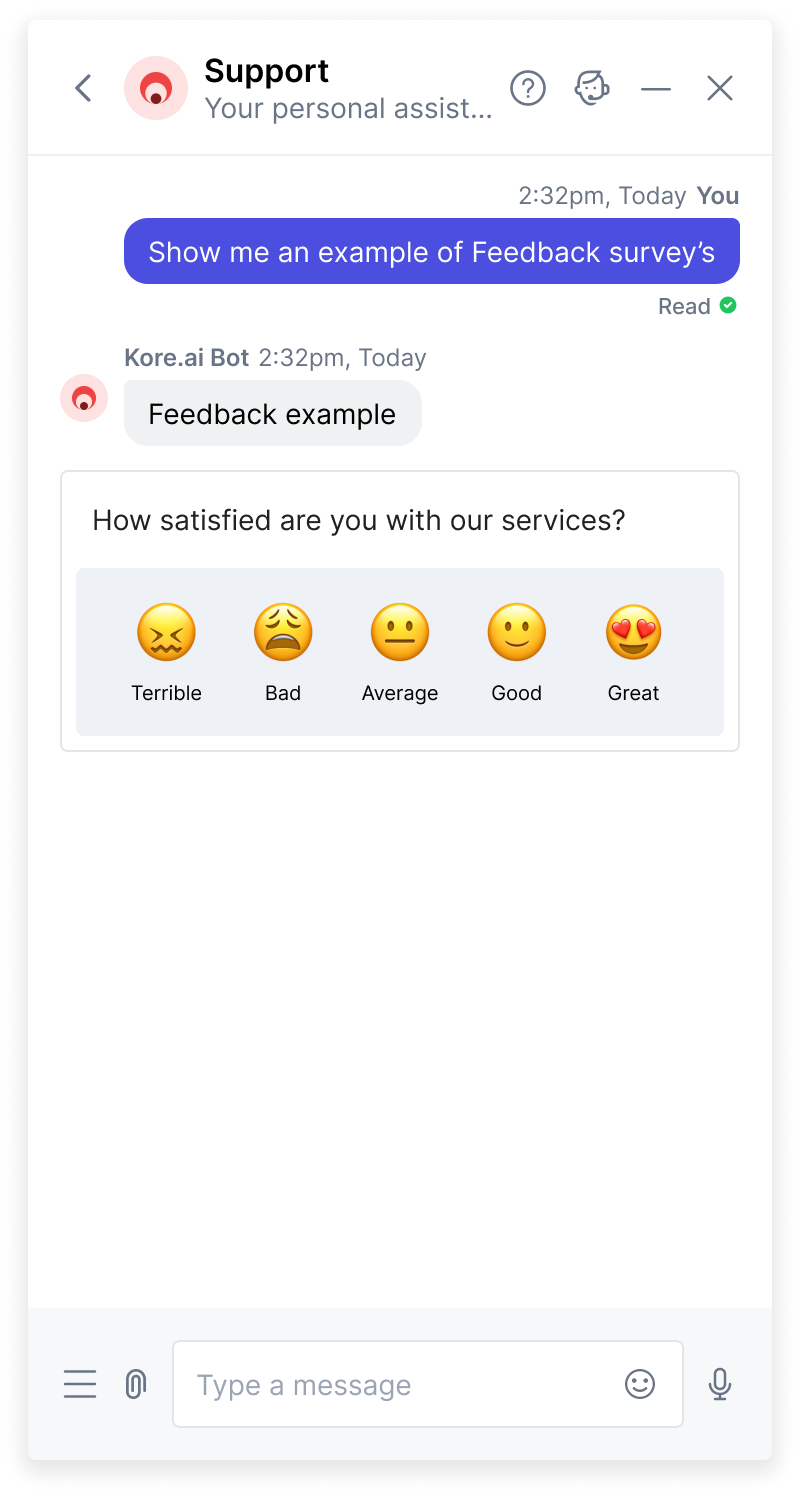 Support
Your personal assist...
2:32pm, Today You
Show me an example of Feedback survey’s
Read
Kore.ai Bot 2:32pm, Today
Feedback example
How satisfied are you with our services?
Terrible Bad Average Good Great
Type a message